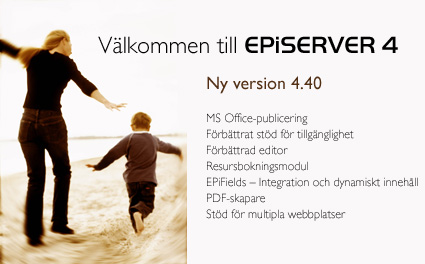 Välkommen till EPiSERVER 4
Ny version 4.40
MS Office-publicering
Förbättrat stöd för tillgänglighet
Förbättrad editor
Resursbokningsmodul
EPiFields – Integration och dynamiskt innehåll
PDF-skapare
Stöd för multipla webbplatser